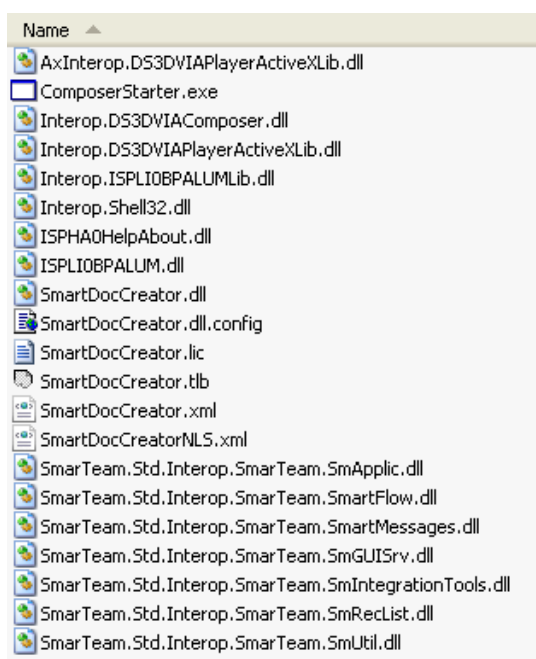 Name
AxInterop.DS3DVIAPlayerActiveXLib.dll
ComposerStarter.exe
Interop.DS3DVIAComposer.dll
Interop.DS3DVIAPlayerActiveXLib.dll
Interop.ISPLI0BPALUMLib.dll
Interop.Shell32.dll
ISPHA0HelpAbout.dll
ISPLI0BPALUM.dll
SmartDocCreator.dll
SmartDocCreator.dll.config
SmartDocCreator.lic
SmartDocCreator.tlb
SmartDocCreator.xml
SmartDocCreatorNLS.xml
SmarTeam.Std.Interop.SmarTeam.SmApplic.dll
SmarTeam.Std.Interop.SmarTeam.SmartFlow.dll
SmarTeam.Std.Interop.SmarTeam.SmartMessages.dll
SmarTeam.Std.Interop.SmarTeam.SmGUISrv.dll
SmarTeam.Std.Interop.SmarTeam.SmIntegrationTools.dll
SmarTeam.Std.Interop.SmarTeam.SmRecList.dll
SmarTeam.Std.Interop.SmarTeam.SmUtil.dll